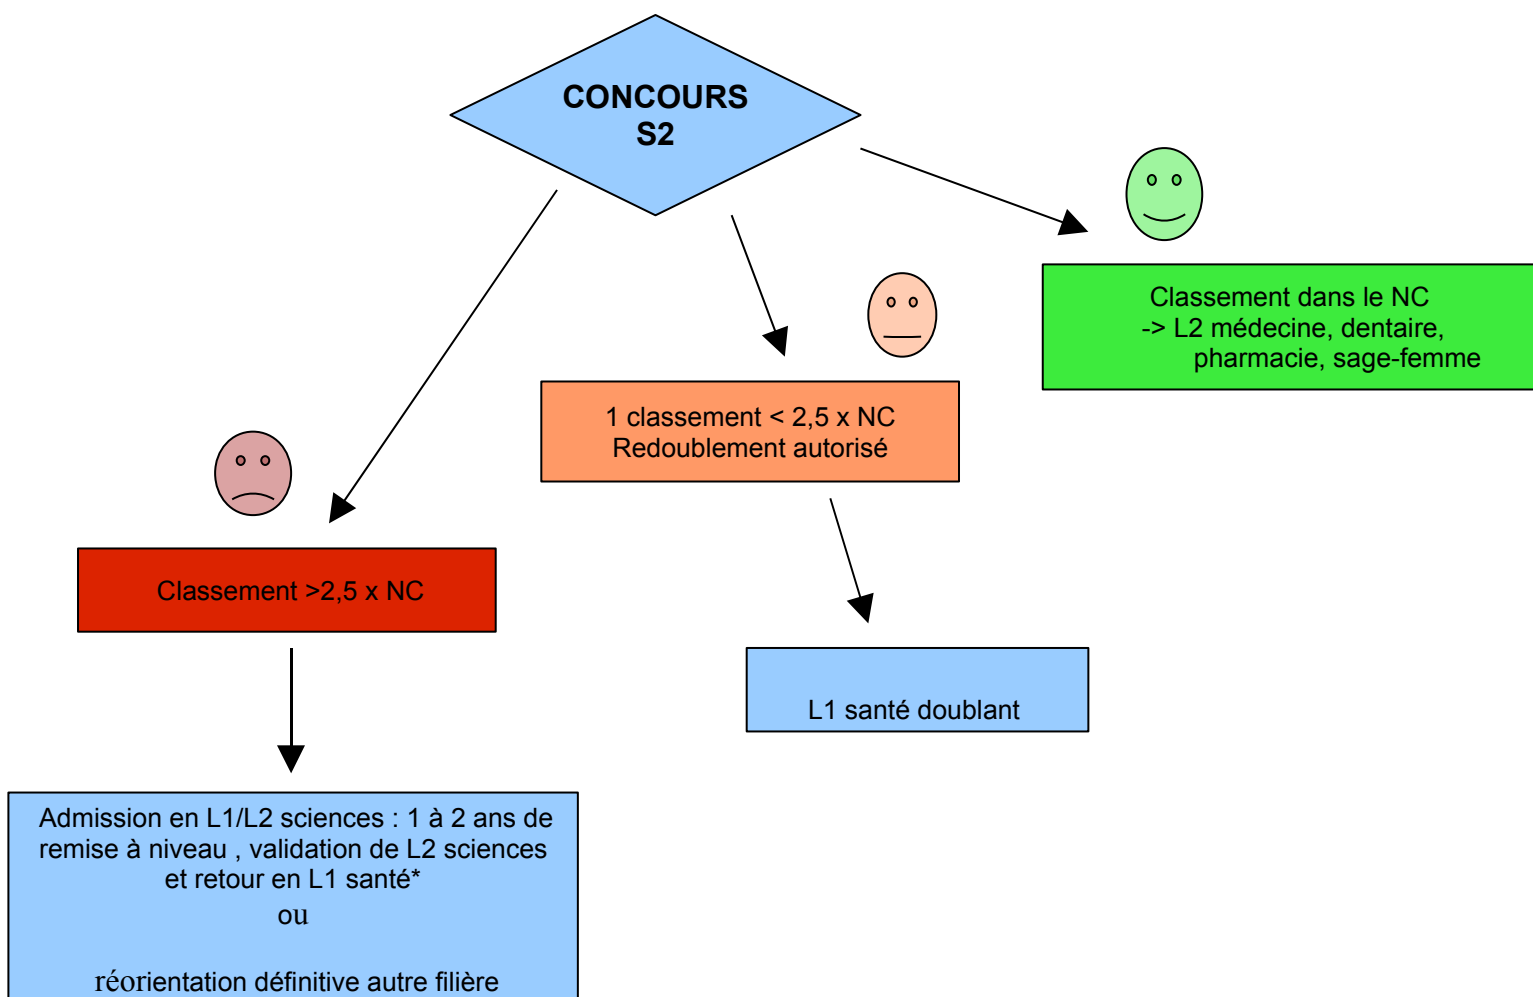 CONCOURS
S2
Classement dans le NC
-> L2 médecine, dentaire,
pharmacie, sage-femme
1 classement < 2,5 x NC
Redoublement autorisé
Classement >2,5 x NC
L1 santé doublant
Admission en L1/L2 sciences : 1 à 2 ans de
remise à niveau , validation de L2 sciences
et retour en L1 santé*
ou
réorientation définitive autre filière